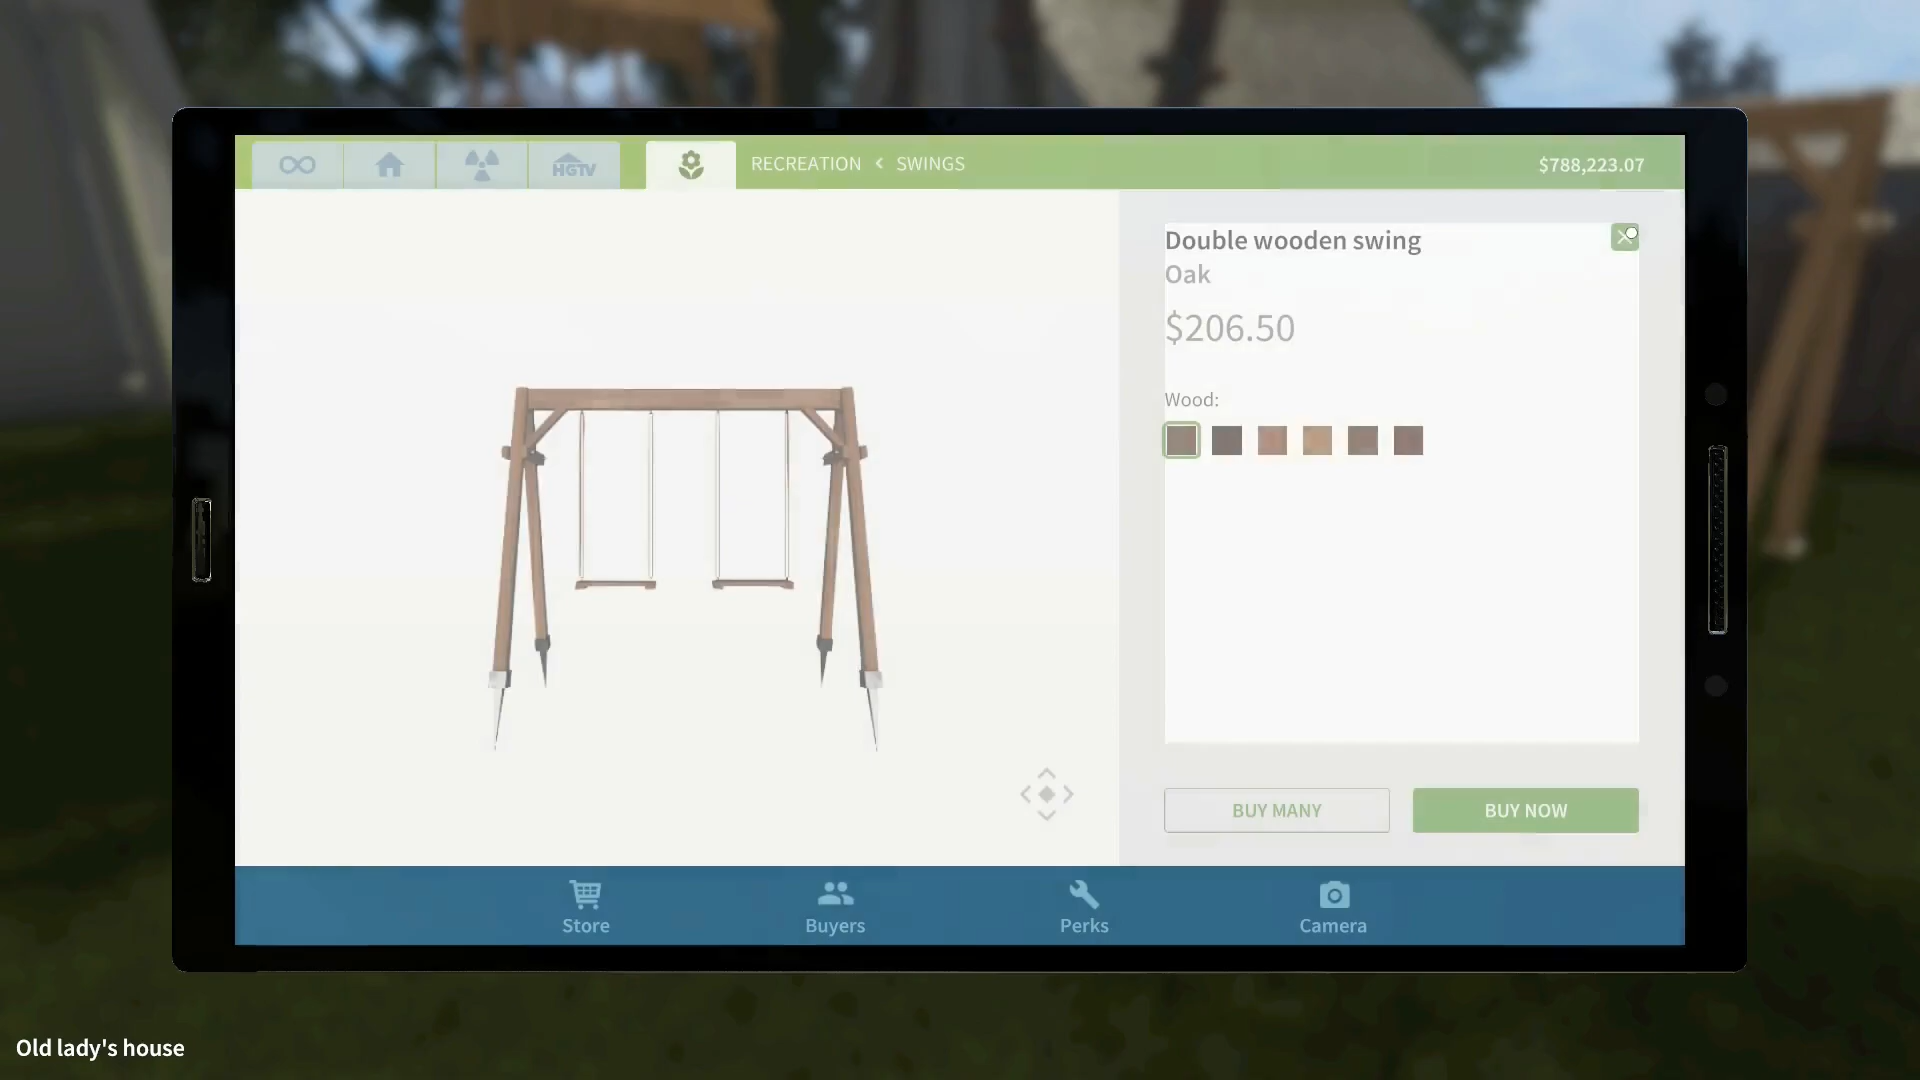 HGTV
RECREATION < SWINGS
$788,223.07
Double wooden swing
Oak
$206.50
Wood:
BUY MANY
BUY NOW
Store
Buyers
Perks
Camera
Old lady's house